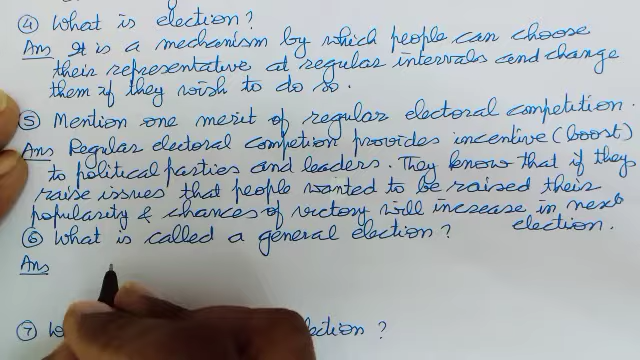 ④ What is election?
Ans It is a mechanism by which people can choose
their representative at regular intervals and change
them if they wish to do so.
⑤ Mention one merit of regular electoral competition.
Ans Regular electoral competion provides incentive (boost)
to political parties and leaders. They know that if they
raise issues that people wanted to be raised their
popularity & chances of victory will increase in next
election.
⑥ What is called a general election?
Ans
⑦ election?